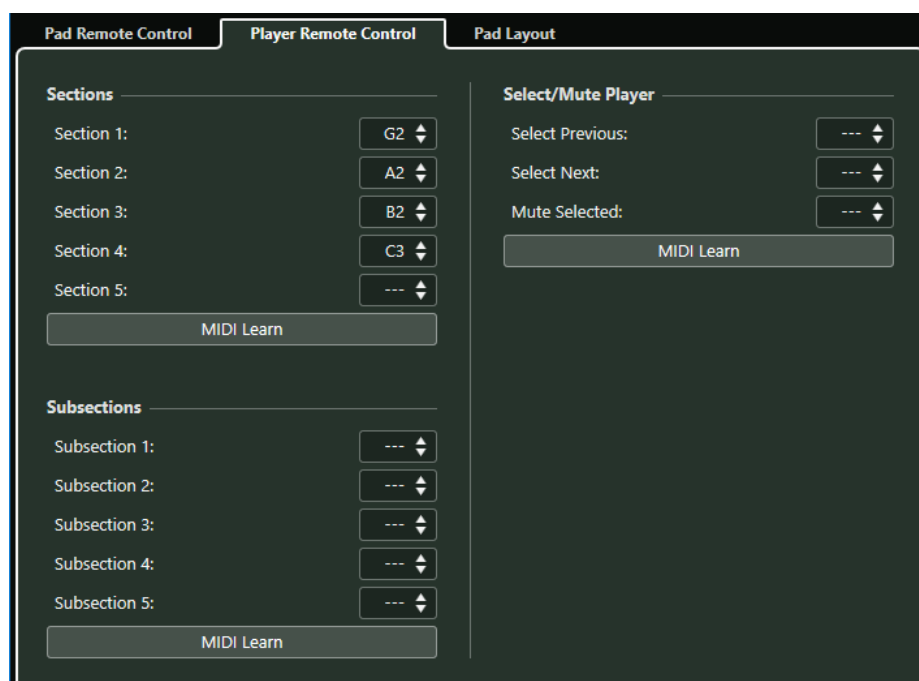 Pad Remote Control
Player Remote Control
Pad Layout
Sections
Section 1: G2
Section 2: A2
Section 3: B2
Section 4: C3
Section 5: ---
MIDI Learn
Subsections
Subsection 1: ---
Subsection 2: ---
Subsection 3: ---
Subsection 4: ---
Subsection 5: ---
MIDI Learn
Select/Mute Player
Select Previous: ---
Select Next: ---
Mute Selected: ---
MIDI Learn